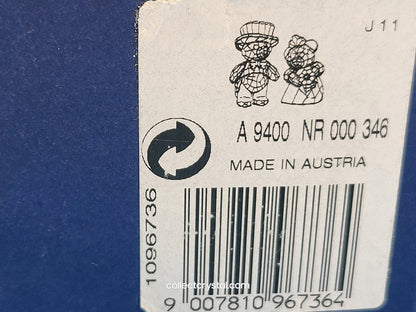 J 11
A 9400 NR 000 346
MADE IN AUSTRIA
1096736
collectcrystal.com
9 007810 967364